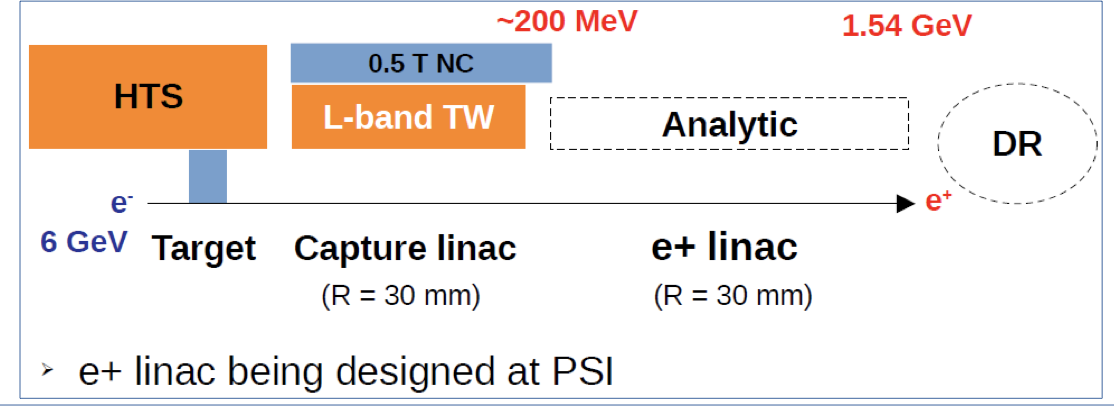 ~200 MeV
1.54 GeV
HTS
0.5 T NC
L-band TW
Analytic
DR
e-
e+
6 GeV
Target
Capture linac
e+ linac
(R = 30 mm)
(R = 30 mm)
➢ e+ linac being designed at PSI